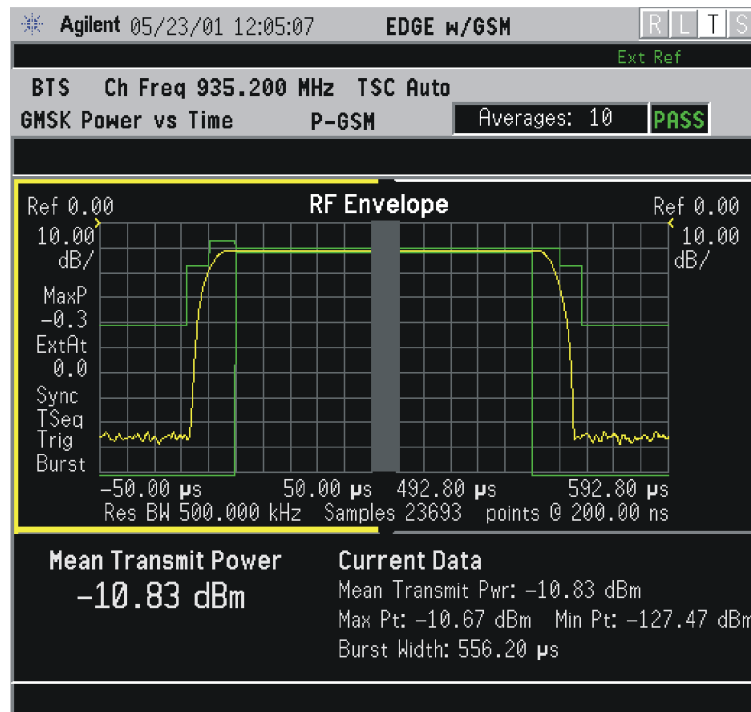 Agilent 05/23/01 12:05:07 EDGE w/GSM R L T S
Ext Ref
BTS Ch Freq 935.200 MHz TSC Auto
GMSK Power vs Time P-GSM Averages: 10 PASS
Ref 0.00 RF Envelope Ref 0.00
10.00 10.00
dB/ dB/
MaxP
-0.3
ExtAt
0.0
Sync
TSeq
Trig
Burst
-50.00 µs 50.00 µs 492.80 µs 592.80 µs
Res BW 500.000 kHz Samples 23693 points @ 200.00 ns
Mean Transmit Power Current Data
-10.83 dBm Mean Transmit Pwr: -10.83 dBm
Max Pt: -10.67 dBm Min Pt: -127.47 dBm
Burst Width: 556.20 µs